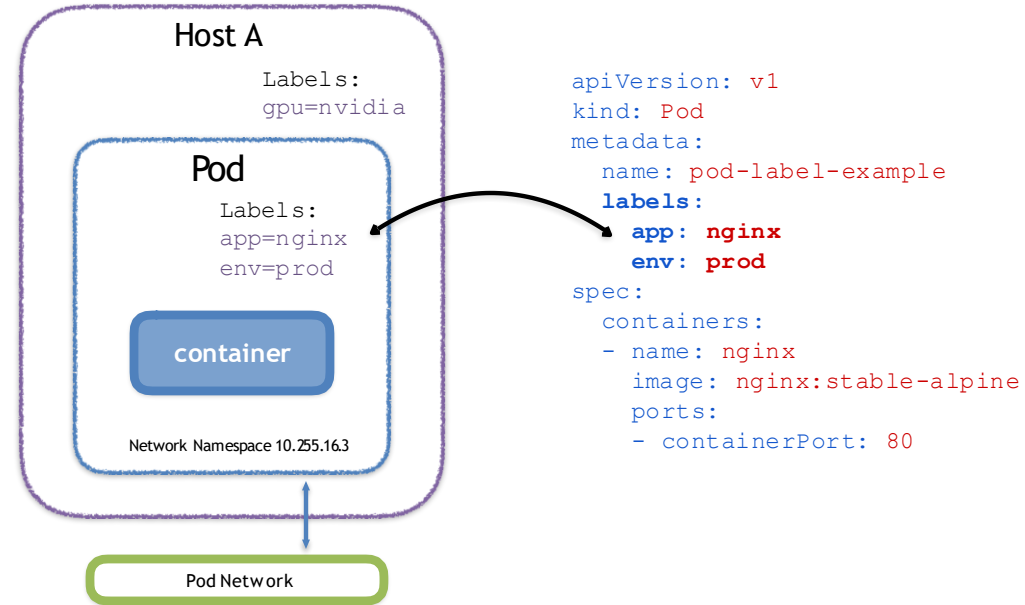 Host A
Labels:
gpu=nvidia
Pod
Labels:
app=nginx
env=prod
container
Network Namespace 10.255.16.3
Pod Network
apiVersion: v1
kind: Pod
metadata:
  name: pod-label-example
  labels:
    app: nginx
    env: prod
spec:
  containers:
  - name: nginx
    image: nginx:stable-alpine
    ports:
    - containerPort: 80